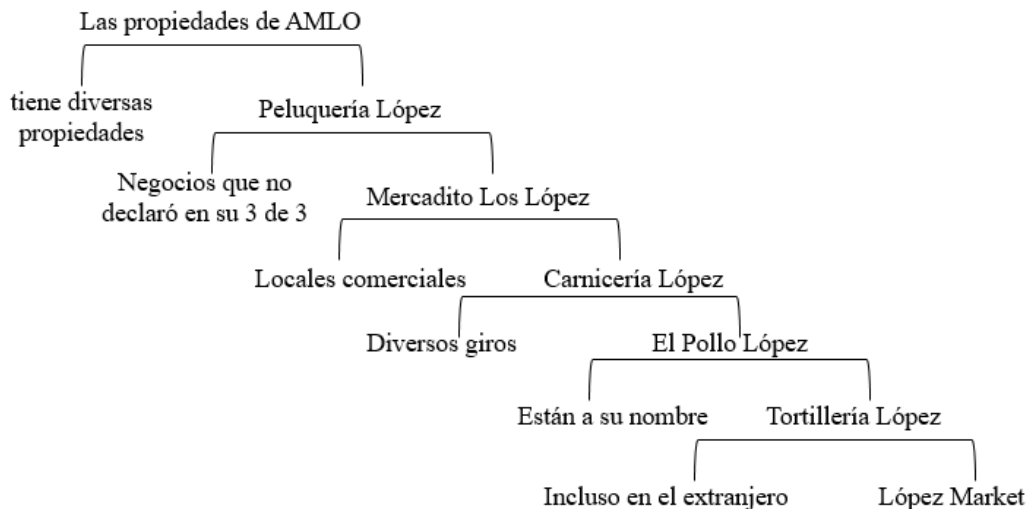 Las propiedades de AMLO
tiene diversas
propiedades
Peluquería López
Negocios que no
declaró en su 3 de 3
Mercadito Los López
Locales comerciales
Carnicería López
Diversos giros
El Pollo López
Están a su nombre
Tortillería López
Incluso en el extranjero
López Market